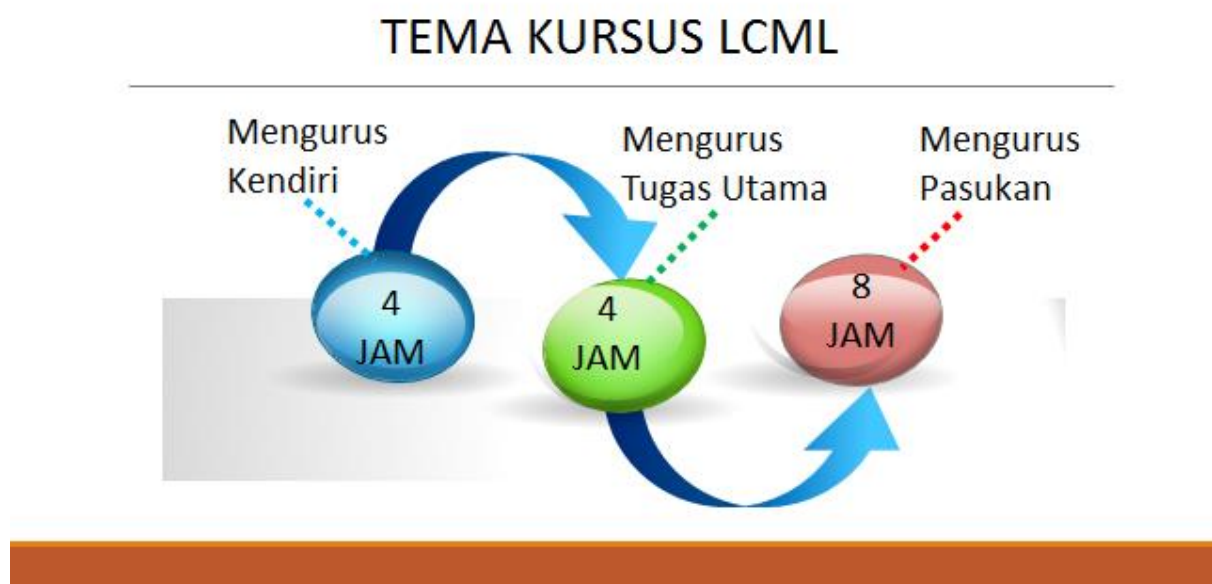 TEMA KURSUS LCML
Mengurus
Kendiri
Mengurus
Tugas Utama
Mengurus
Pasukan
4
JAM
4
JAM
8
JAM